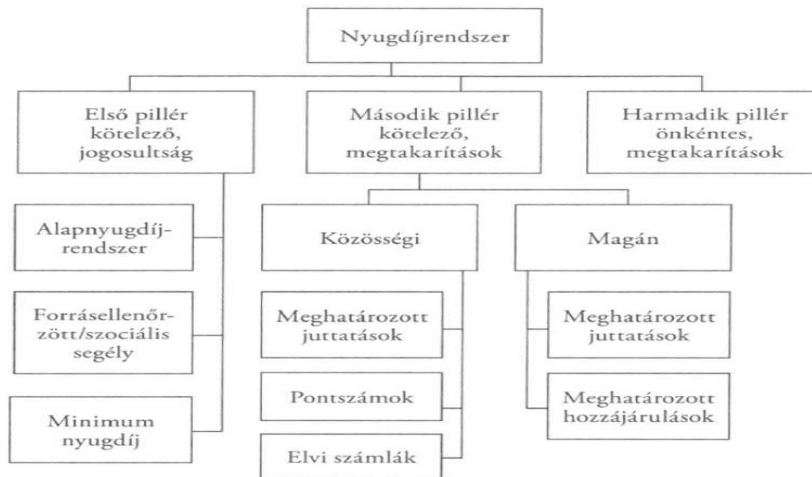 Nyugdíjrendszer
Első pillér
kötelező,
jogosultság
Második pillér
kötelező,
megtakarítások
Harmadik pillér
önkéntes,
megtakarítások
Alapnyugdíj-
rendszer
Forrásellenőr-
zött/szociális
segély
Minimum
nyugdíj
Közösségi
Meghatározott
juttatások
Pontszámok
Elvi számlák
Magán
Meghatározott
juttatások
Meghatározott
hozzájárulások